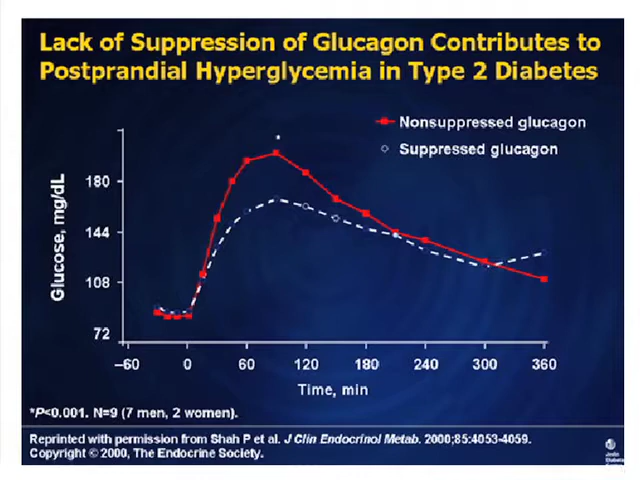 Lack of Suppression of Glucagon Contributes to
Postprandial Hyperglycemia in Type 2 Diabetes
Nonsuppressed glucagon
Suppressed glucagon
*
Glucose, mg/dL
180
144
108
72
–60 0 60 120 180 240 300 360
Time, min
*P<0.001. N=9 (7 men, 2 women).
Reprinted with permission from Shah P et al. J Clin Endocrinol Metab. 2000;85:4053-4059.
Copyright © 2000, The Endocrine Society.
Joslin
Diabetes